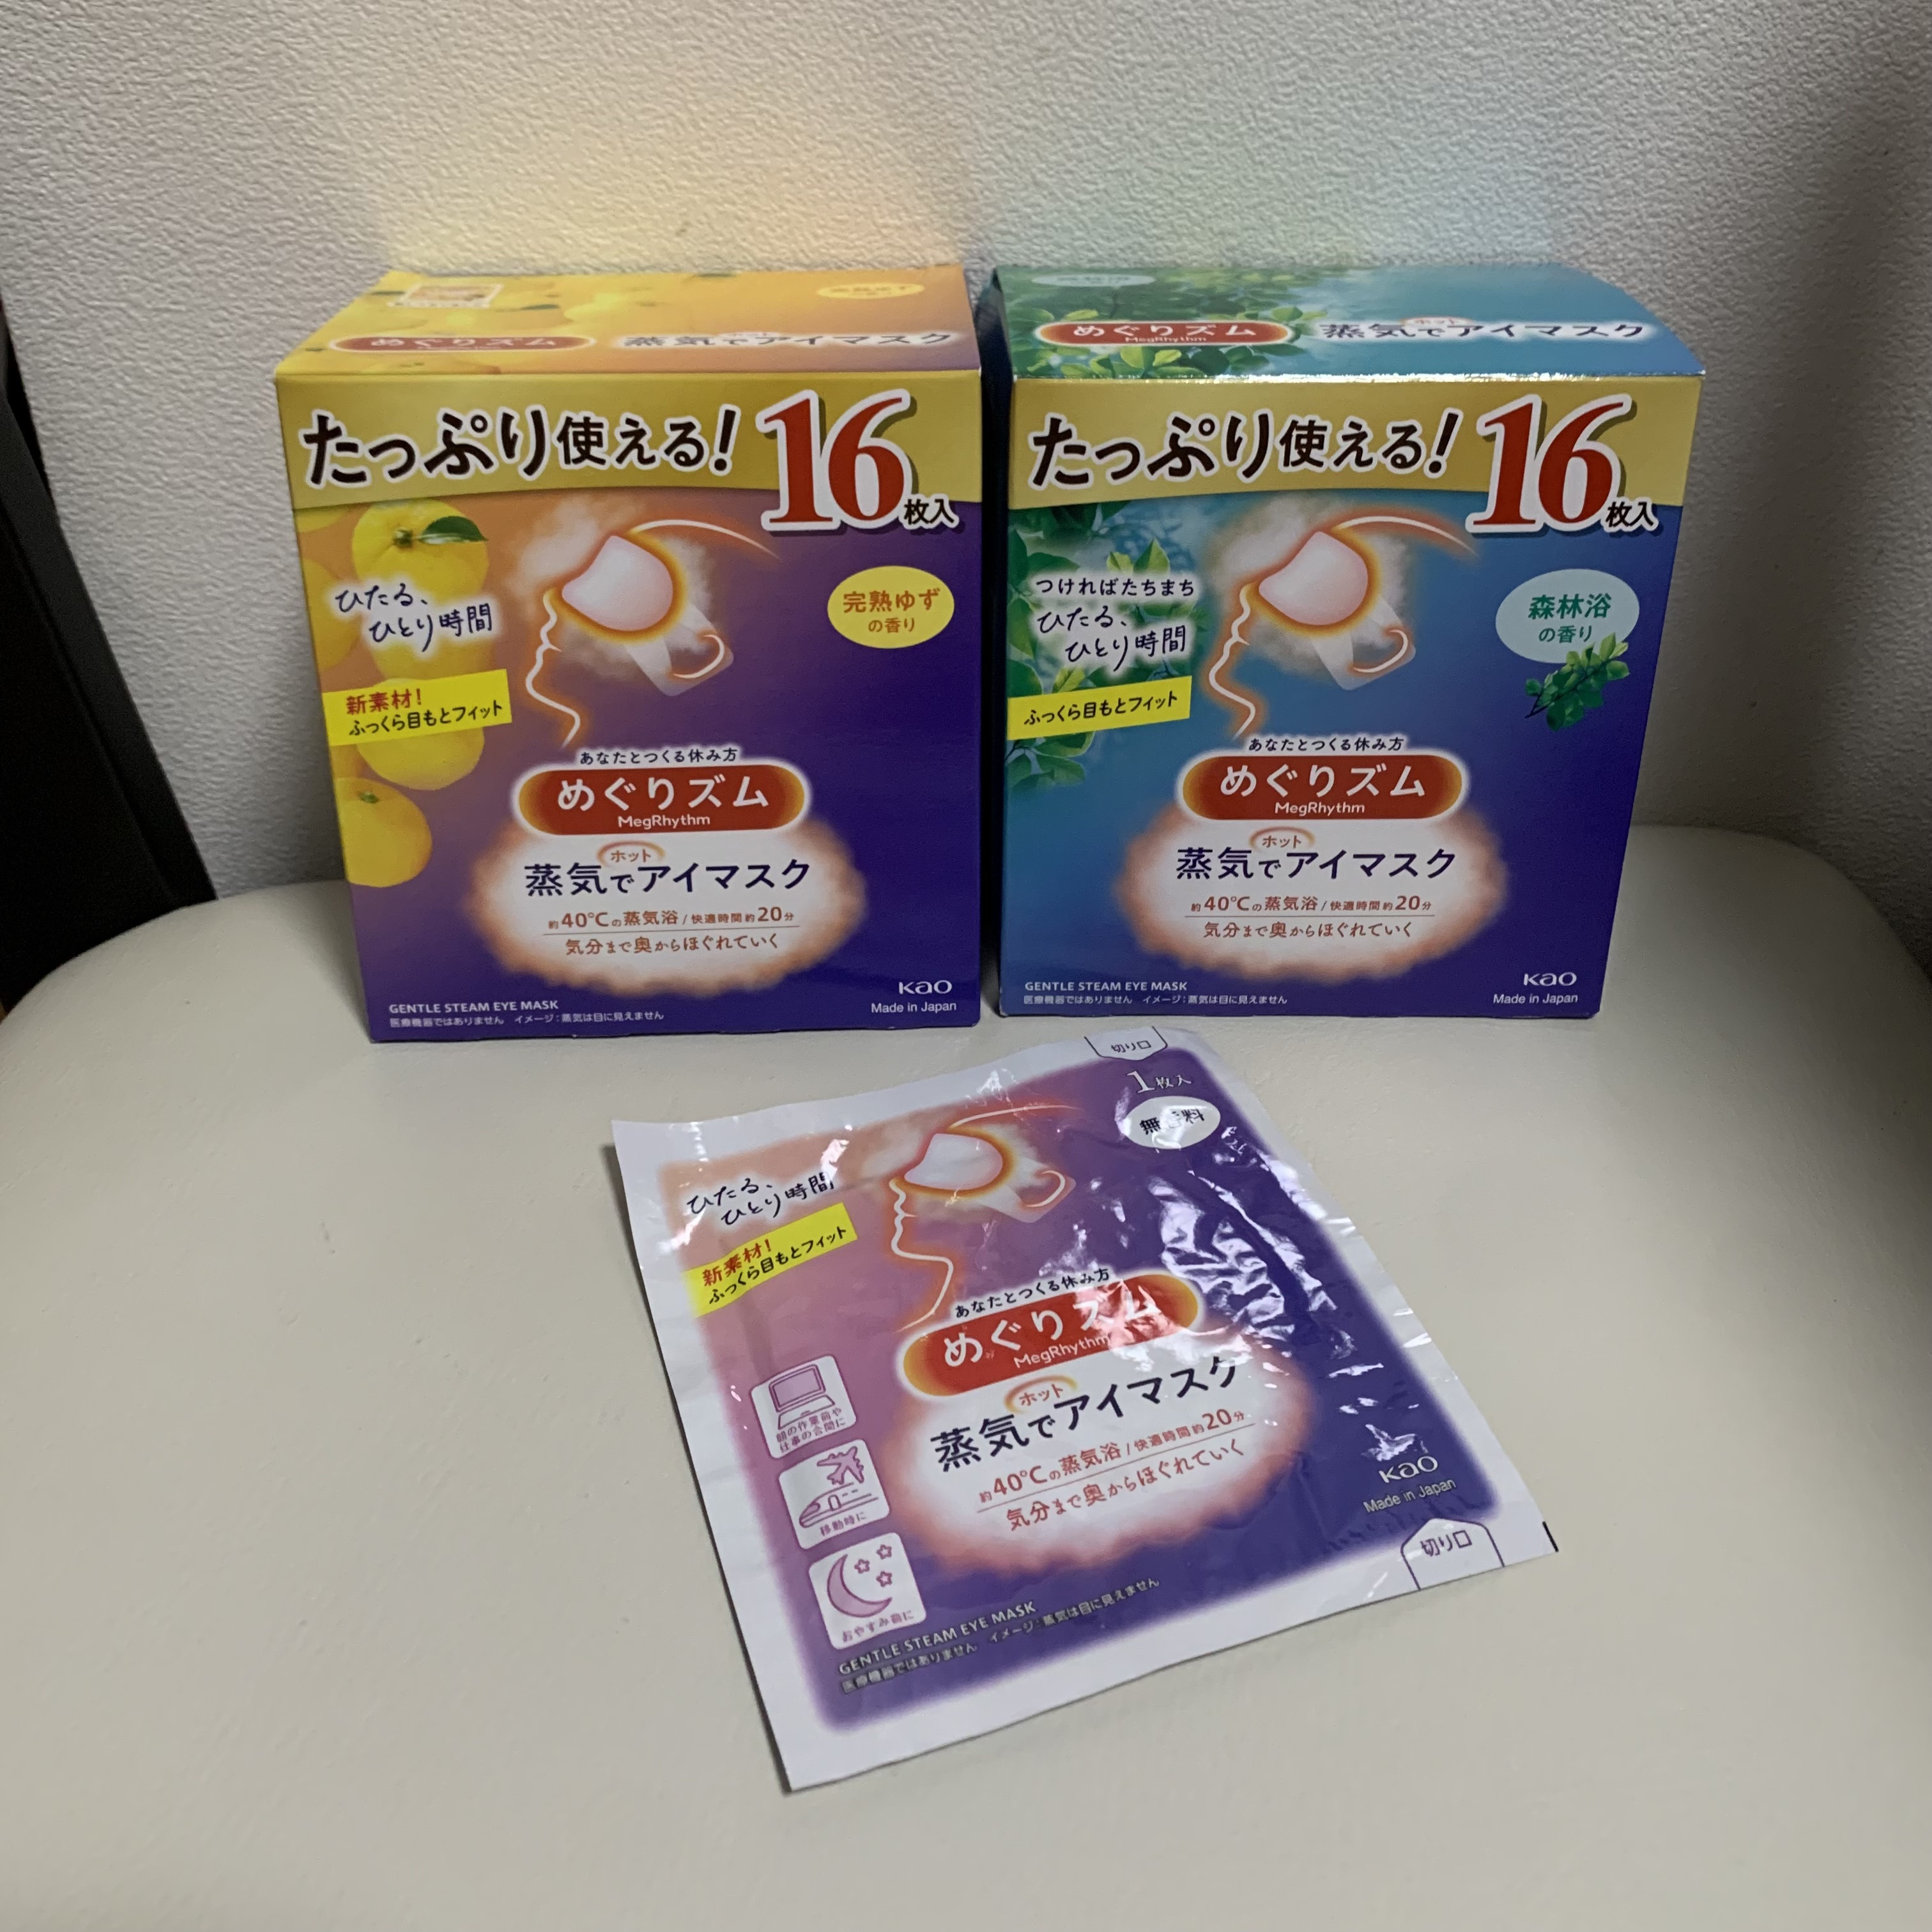 めぐりズム
ホット
蒸気でアイマスク
たっぷり使える!
16枚入
ひたる、
ひとり時間
完熟ゆず
の香り
新素材!
ふっくら目もとフィット
あなたとつくる休み方
めぐりズム
MegRhythm
ホット
蒸気でアイマスク
約40℃の蒸気浴/快適時間約20分
気分まで奥からほぐれていく
GENTLE STEAM EYE MASK
医療機器ではありません イメージ:蒸気は目に見えません
Kao
Made in Japan
めぐりズム
MegRhythm
ホット
蒸気でアイマスク
たっぷり使える!
16枚入
つければたちまち
ひたる、
ひとり時間
森林浴
の香り
ふっくら目もとフィット
あなたとつくる休み方
めぐりズム
MegRhythm
ホット
蒸気でアイマスク
約40℃の蒸気浴/快適時間約20分
気分まで奥からほぐれていく
GENTLE STEAM EYE MASK
医療機器ではありません イメージ:蒸気は目に見えません
Kao
Made in Japan
切り口
1枚入
無香料
ひたる、
ひとり時間
新素材!
ふっくら目もとフィット
あなたとつくる休み方
めぐりズム
MegRhythm
ホット
蒸気でアイマスク
約40℃の蒸気浴/快適時間約20分
気分まで奥からほぐれていく
朝の作業前や
仕事の合間に
移動時に
おやすみ前に
GENTLE STEAM EYE MASK
医療機器ではありません イメージ:蒸気は目に見えません
Kao
Made in Japan
切り口